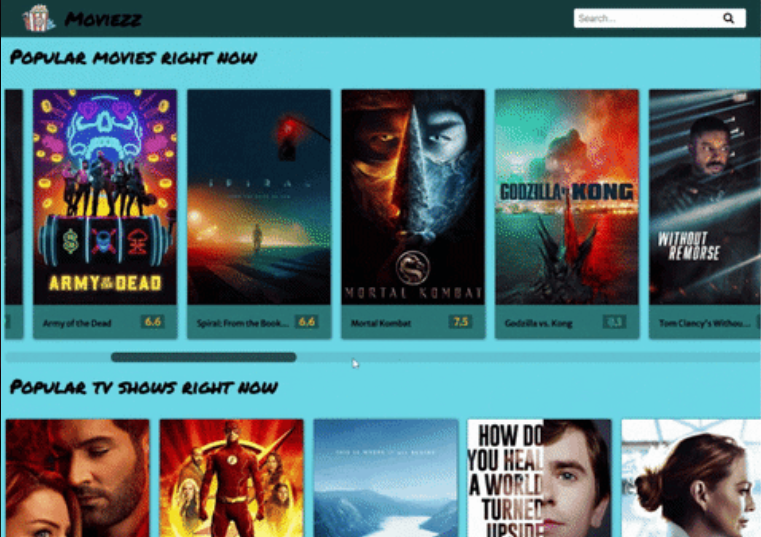 Moviezz
Search...
Popular movies right now
SPIRAL
GODZILLA vs. KONG
WITHOUT
REMORSE
ARMY OF THE DEAD
MORTAL KOMBAT
Army of the Dead 6.6
Spiral: From the Book... 6.6
Mortal Kombat 7.5
Godzilla vs. Kong
Tom Clancy's Withou...
Popular tv shows right now
HOW DO
YOU HEAL
A WORLD
TURNED
UPSIDE